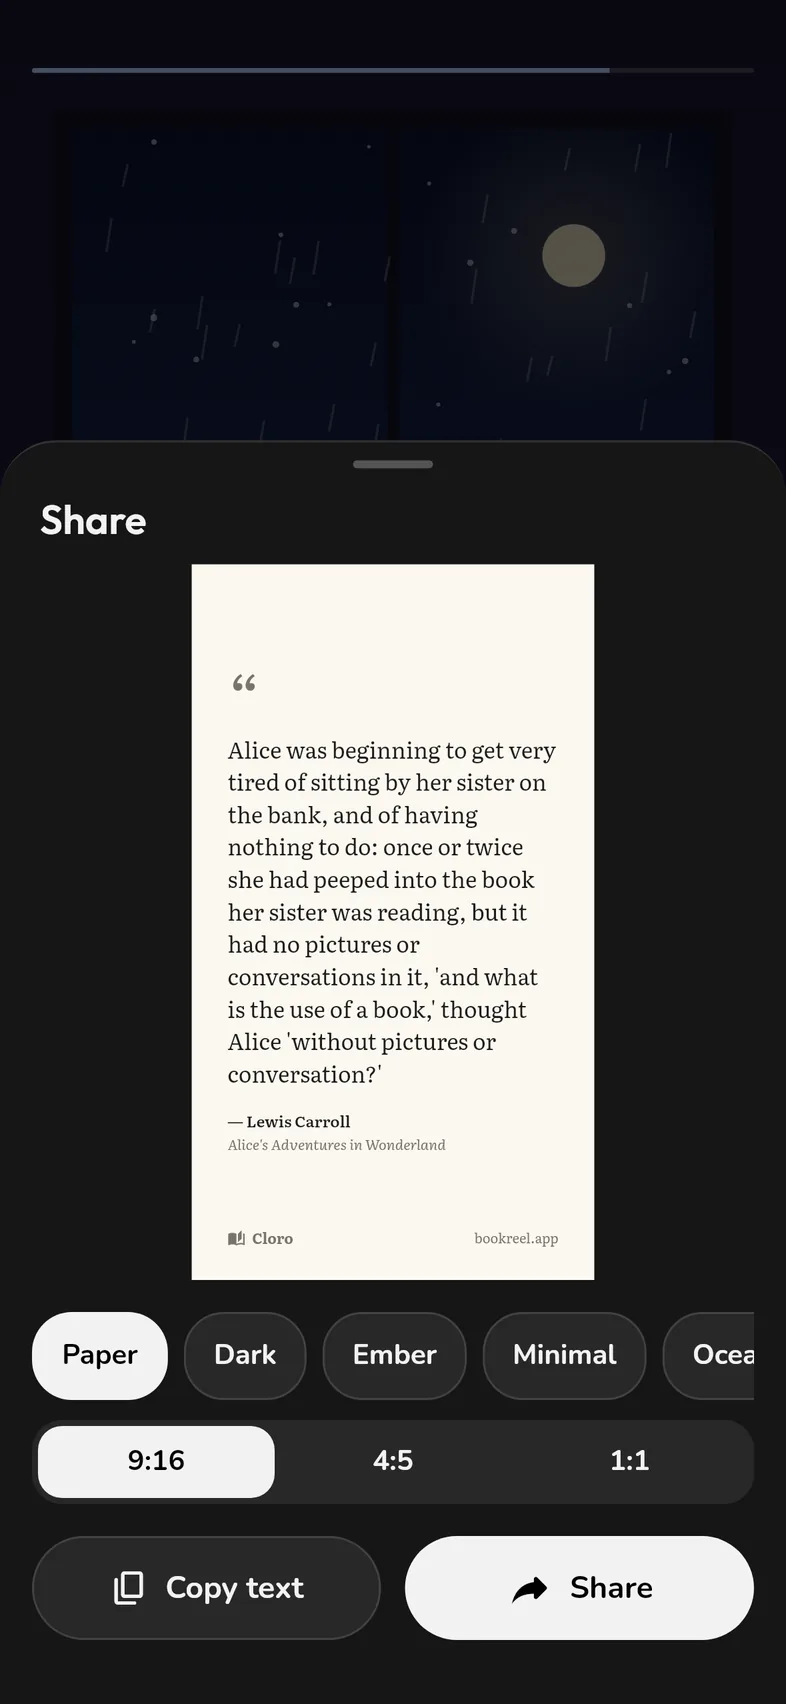 Share
“
Alice was beginning to get very
tired of sitting by her sister on
the bank, and of having
nothing to do: once or twice
she had peeped into the book
her sister was reading, but it
had no pictures or
conversations in it, 'and what
is the use of a book,' thought
Alice 'without pictures or
conversation?'
— Lewis Carroll
Alice's Adventures in Wonderland
Cloro bookreel.app
Paper Dark Ember Minimal Ocea
9:16 4:5 1:1
Copy text Share